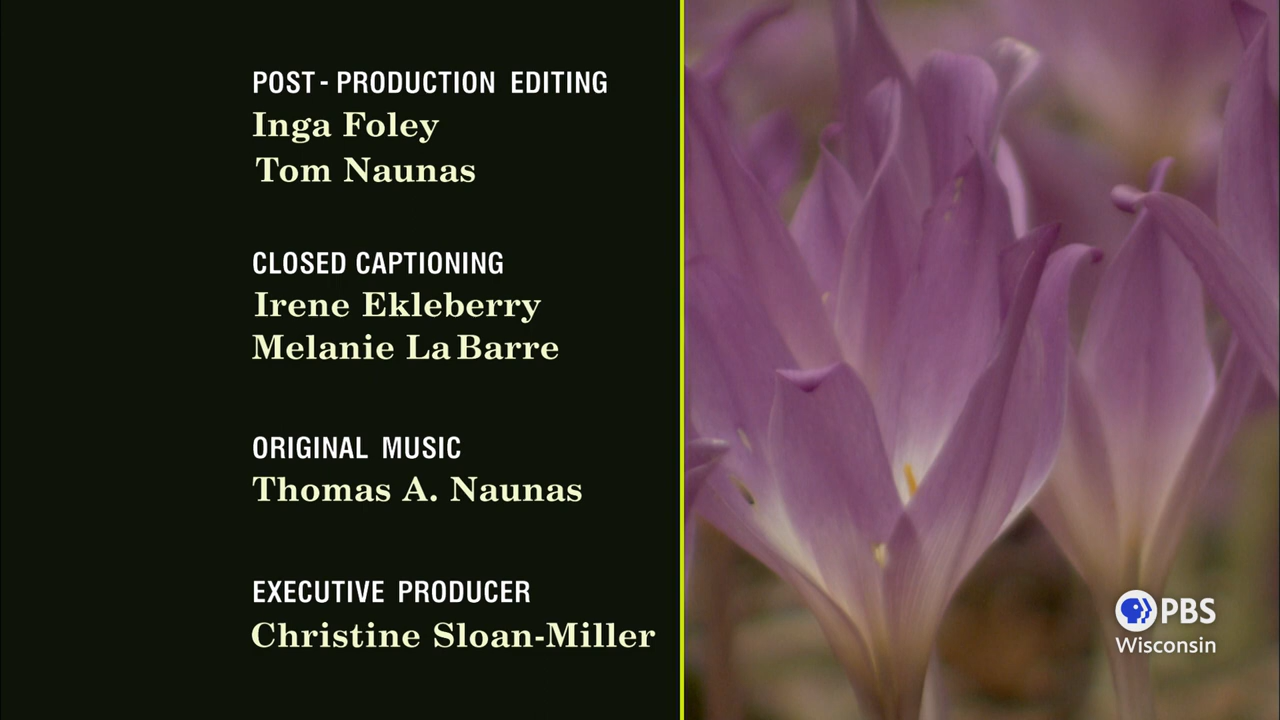 POST-PRODUCTION EDITING
Inga Foley
Tom Naunas
CLOSED CAPTIONING
Irene Ekleberry
Melanie La Barre
ORIGINAL MUSIC
Thomas A. Naunas
EXECUTIVE PRODUCER
Christine Sloan-Miller
PBS
Wisconsin